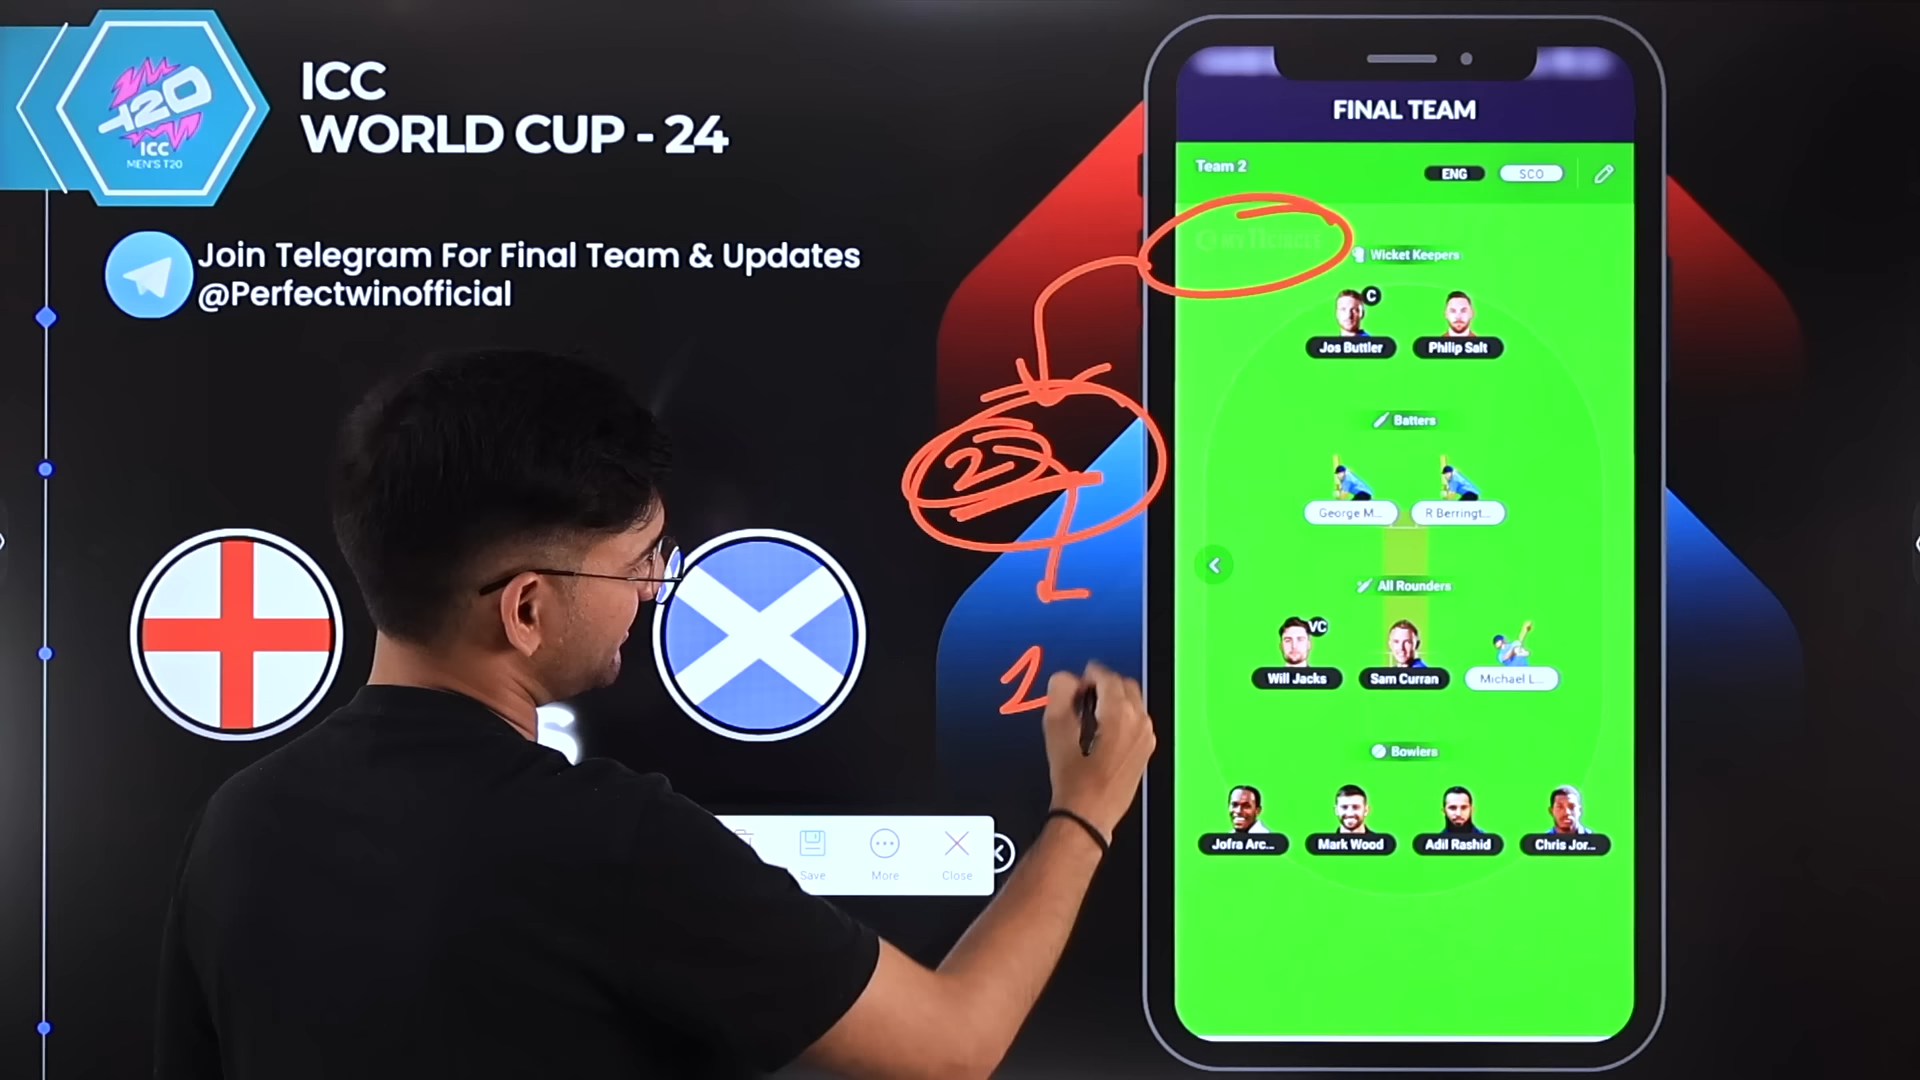 T20
ICC
MEN'S T20
ICC
WORLD CUP - 24
Join Telegram For Final Team & Updates
@Perfectwinofficial
FINAL TEAM
Team 2
ENG
SCO
MY11CIRCLE
Wicket Keepers
C
Jos Buttler
Philip Salt
Batters
George M...
R Berringt...
All Rounders
VC
Will Jacks
Sam Curran
Michael L...
Bowlers
Jofra Arc...
Mark Wood
Adil Rashid
Chris Jor...
S
Save
More
Close